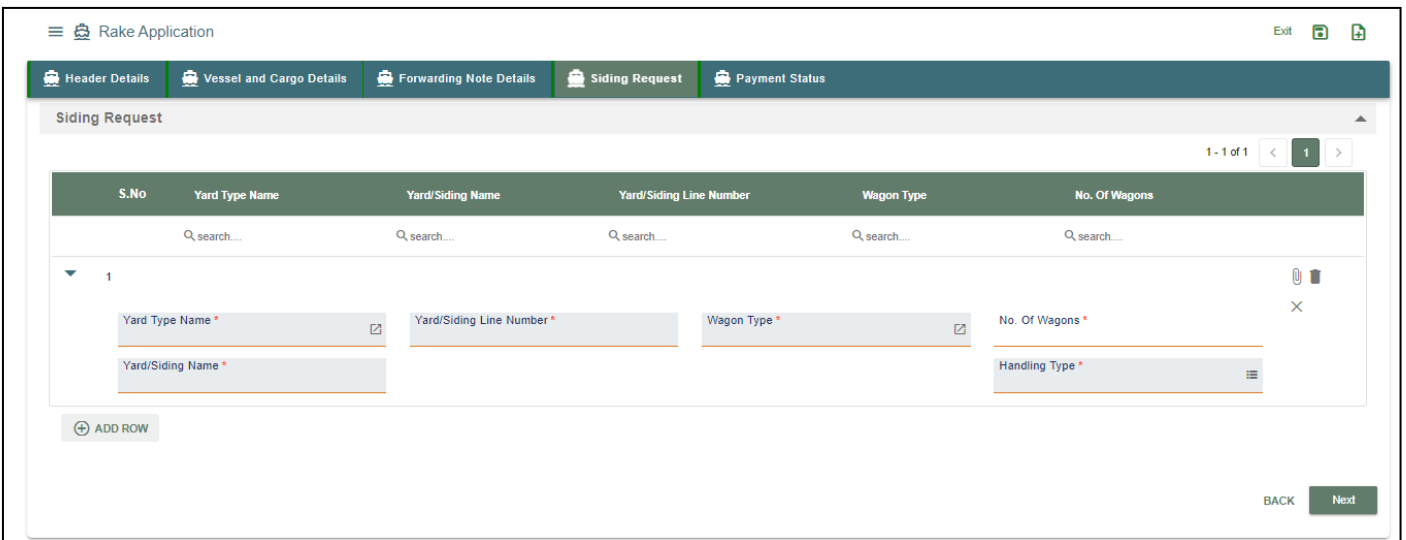 Rake Application
Exit
Header Details Vessel and Cargo Details Forwarding Note Details Siding Request Payment Status
Siding Request
1 - 1 of 1 < 1 >
S.No Yard Type Name Yard/Siding Name Yard/Siding Line Number Wagon Type No. Of Wagons
search.... search.... search.... search.... search....
1
Yard Type Name * Yard/Siding Line Number * Wagon Type * No. Of Wagons *
Yard/Siding Name * Handling Type *
ADD ROW
BACK Next